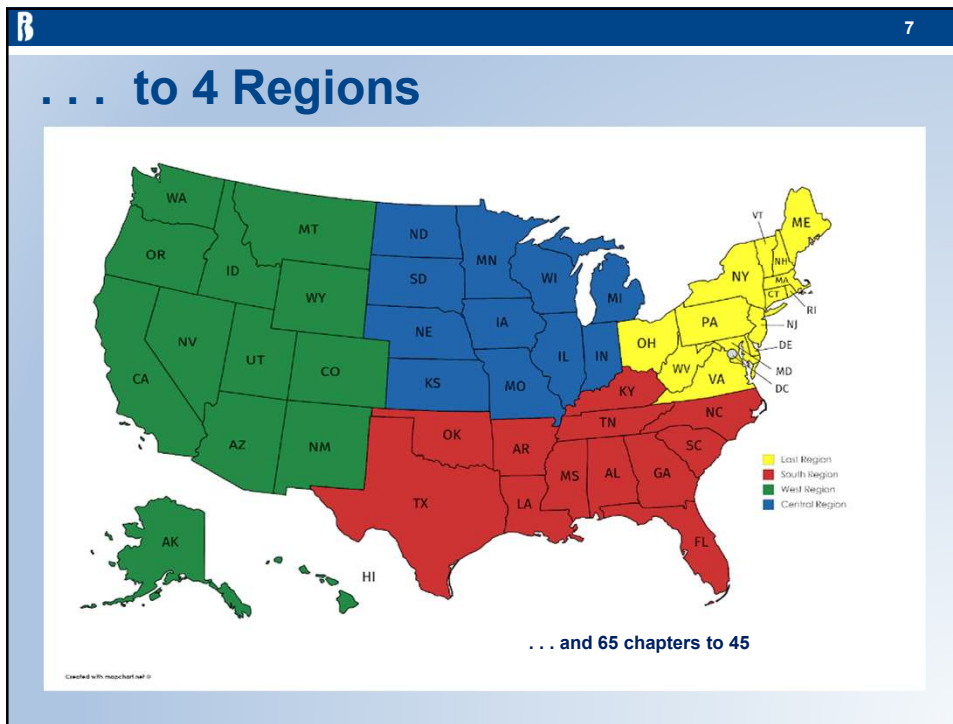 7
. . . to 4 Regions
WA
MT
ND
MN
VT
ME
OR
ID
SD
WI
MI
NY
NH
MA
CT
RI
WY
NE
IA
PA
NJ
NV
UT
CO
IL
IN
OH
WV
VA
DE
MD
DC
CA
KS
MO
KY
AZ
NM
OK
AR
TN
NC
SC
TX
LA
MS
AL
GA
East Region
South Region
West Region
Central Region
FL
AK
HI
. . . and 65 chapters to 45
Created with mapchart.net ©